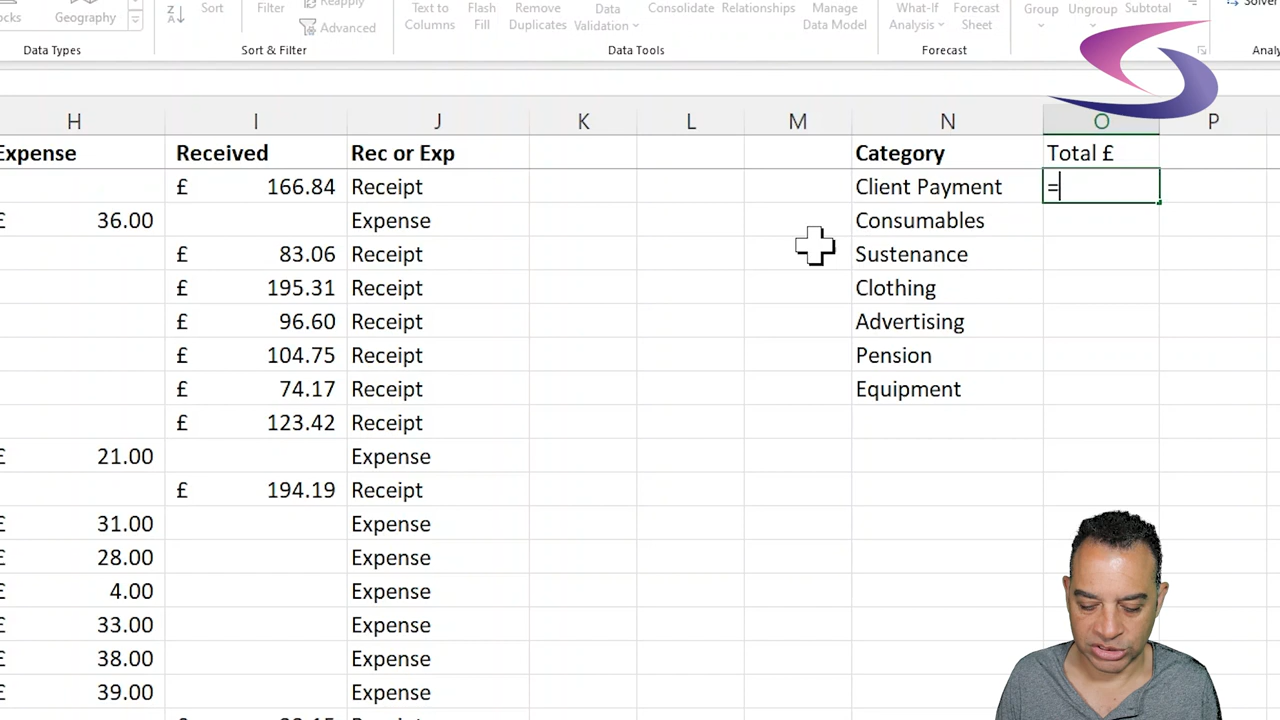 ocks
Geography
Sort
Filter
Reapply
Advanced
Text to
Columns
Flash
Fill
Remove
Duplicates
Data
Validation
Consolidate
Relationships
Manage
Data Model
What-If
Analysis
Forecast
Sheet
Group
Ungroup
Subtotal
Solver
Data Types
Sort & Filter
Data Tools
Forecast
Analy
H I J K L M N O P
Expense Received Rec or Exp Category Total £
£ 166.84 Receipt Client Payment =
£ 36.00 Expense Consumables
£ 83.06 Receipt Sustenance
£ 195.31 Receipt Clothing
£ 96.60 Receipt Advertising
£ 104.75 Receipt Pension
£ 74.17 Receipt Equipment
£ 123.42 Receipt
£ 21.00 Expense
£ 194.19 Receipt
£ 31.00 Expense
£ 28.00 Expense
£ 4.00 Expense
£ 33.00 Expense
£ 38.00 Expense
£ 39.00 Expense